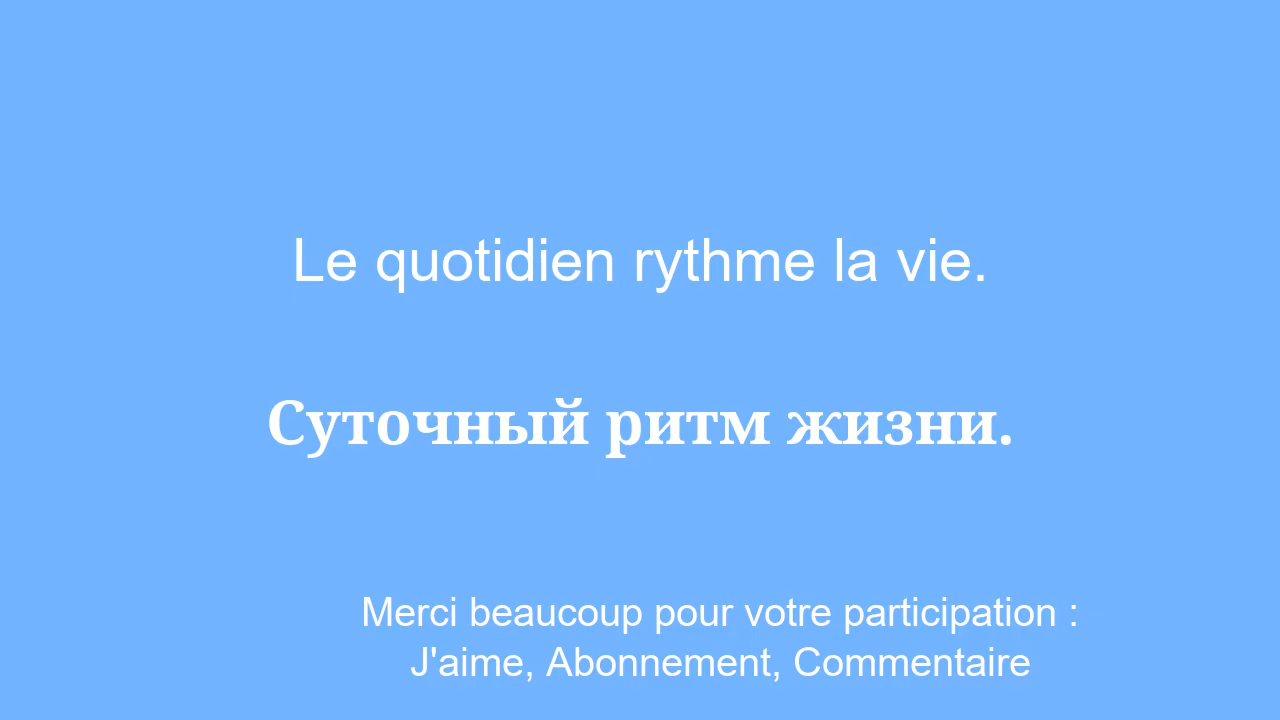 Le quotidien rythme la vie.
Суточный ритм жизни.
Merci beaucoup pour votre participation :
J'aime, Abonnement, Commentaire